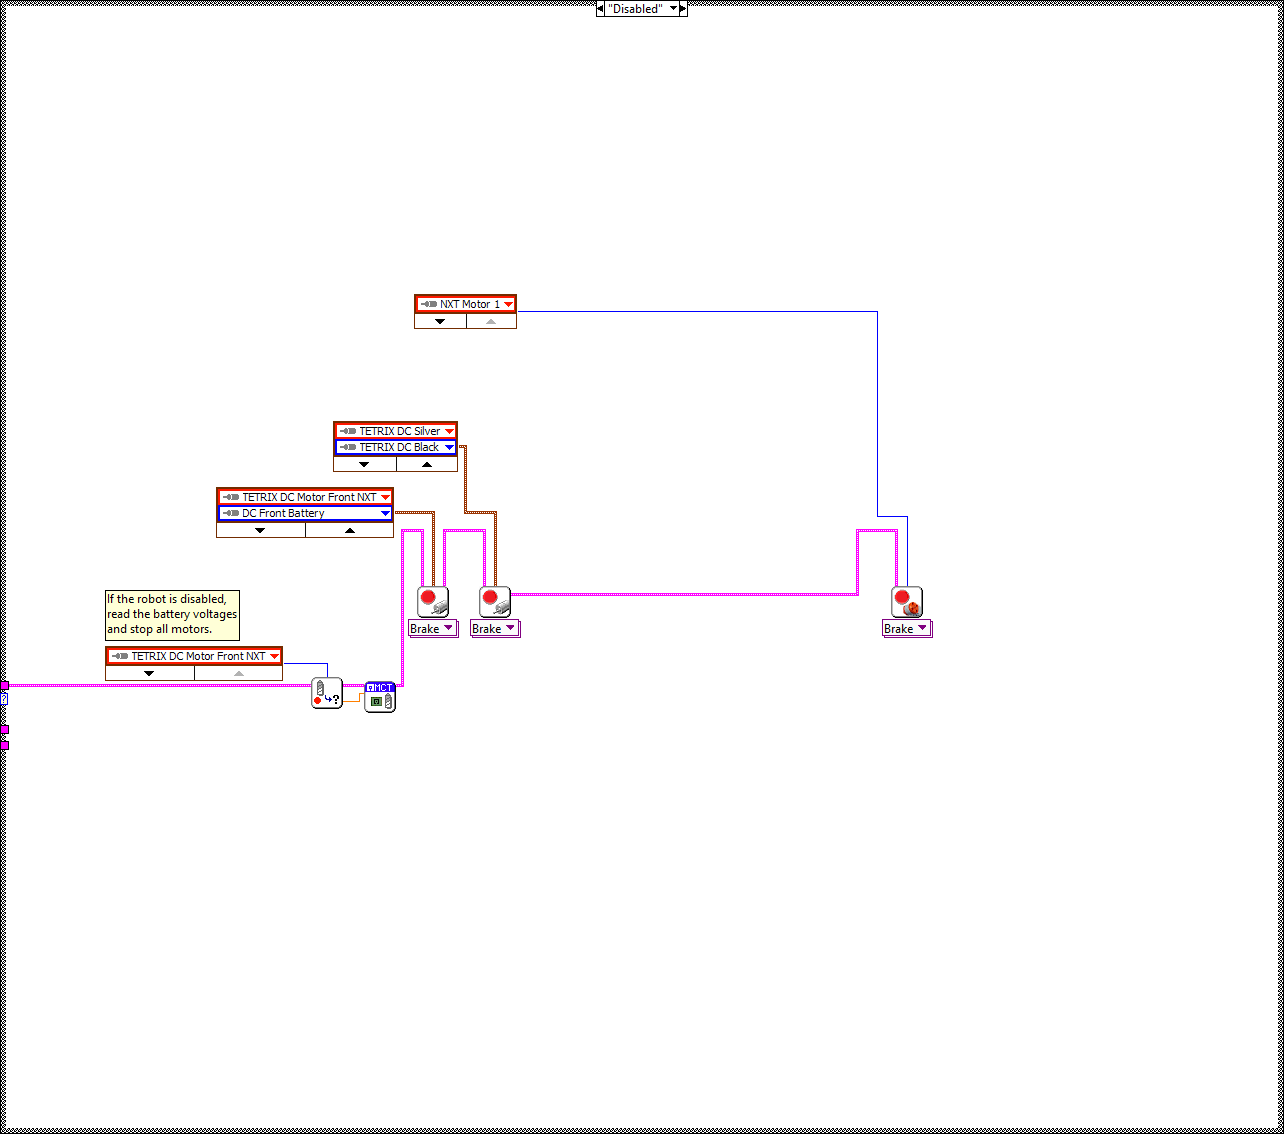 "Disabled"
NXT Motor 1
TETRIX DC Silver
TETRIX DC Black
TETRIX DC Motor Front NXT
DC Front Battery
If the robot is disabled,
read the battery voltages
and stop all motors.
Brake
Brake
Brake
TETRIX DC Motor Front NXT
?
MCT
?